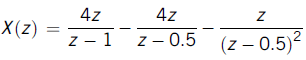 X(z) = 4z/(z − 1) − 4z/(z − 0.5) − z/(z − 0.5)²